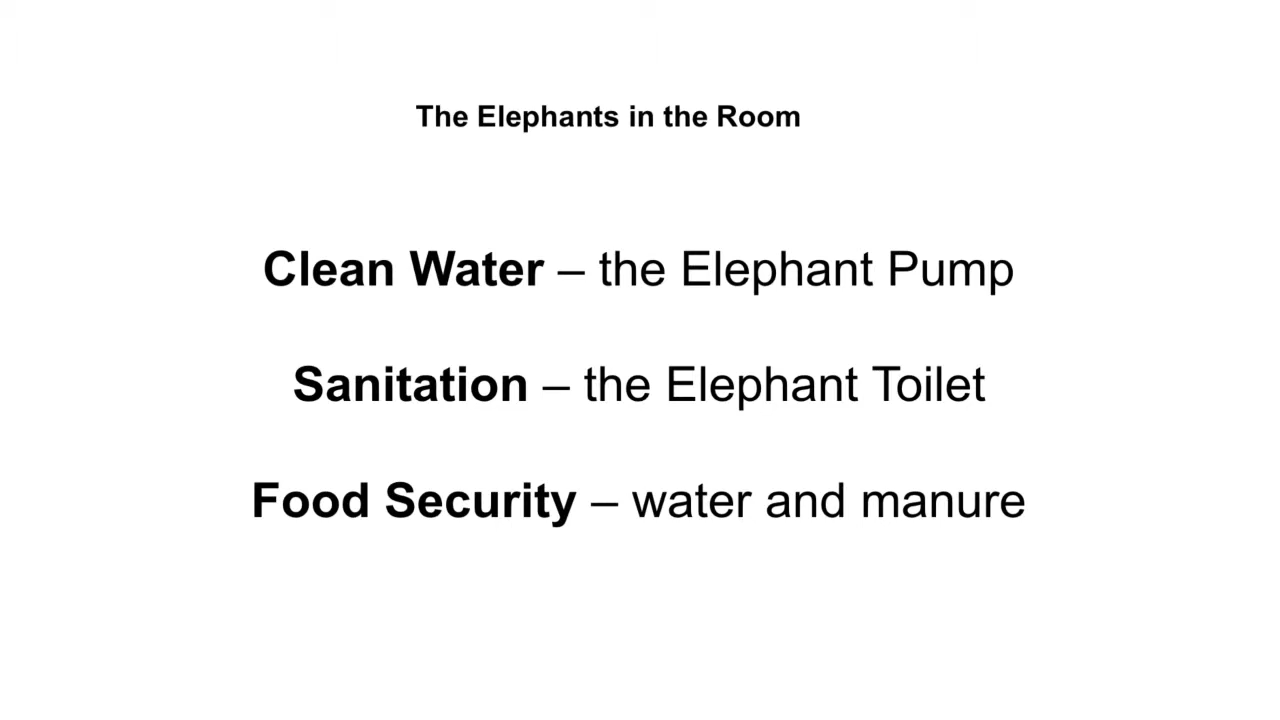 The Elephants in the Room
Clean Water – the Elephant Pump
Sanitation – the Elephant Toilet
Food Security – water and manure